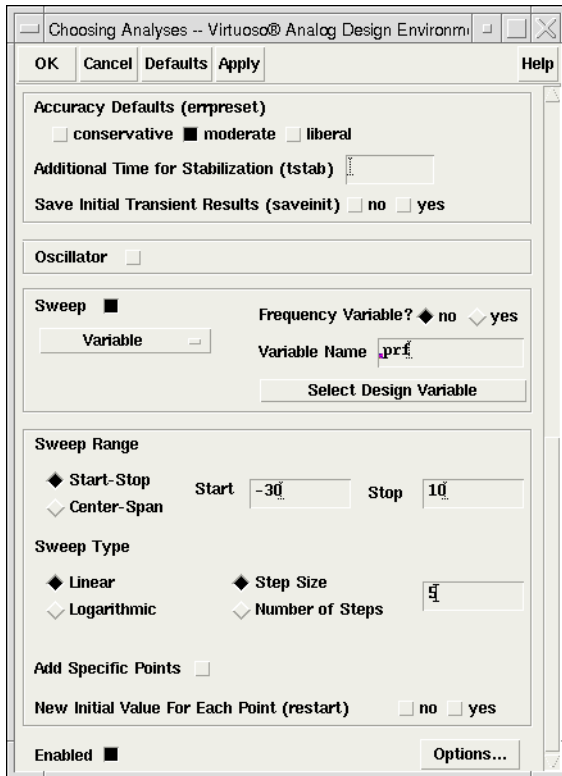 Choosing Analyses -- Virtuoso® Analog Design Environm
OK Cancel Defaults Apply Help
Accuracy Defaults (errpreset)
conservative moderate liberal
Additional Time for Stabilization (tstab)
Save Initial Transient Results (saveinit) no yes
Oscillator
Sweep
Frequency Variable? no yes
Variable
Variable Name prf
Select Design Variable
Sweep Range
Start-Stop
Center-Span
Start -30 Stop 10
Sweep Type
Linear
Logarithmic
Step Size
Number of Steps
5
Add Specific Points
New Initial Value For Each Point (restart) no yes
Enabled Options...